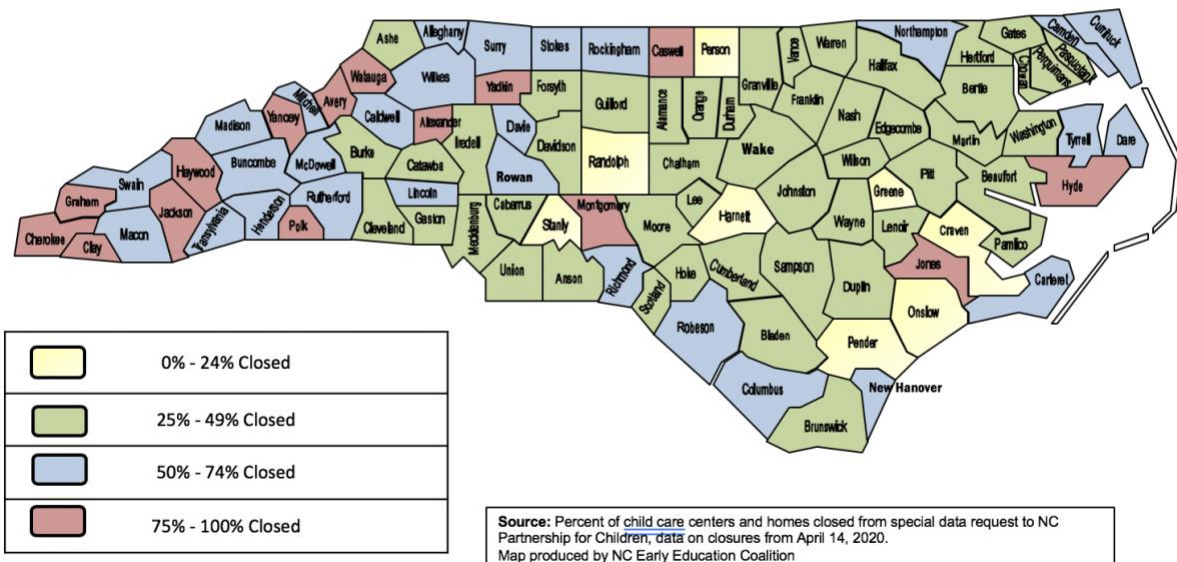 Ashe
Alleghany
Surry
Stokes
Rockingham
Caswell
Person
Granville
Vance
Warren
Northampton
Halifax
Hertford
Gates
Camden
Currituck
Pasquotank
Perquimans
Chowan
Bertie
Watauga
Wilkes
Yadkin
Forsyth
Guilford
Alamance
Orange
Durham
Franklin
Nash
Edgecombe
Martin
Washington
Tyrrell
Dare
Mitchell
Avery
Yancey
Madison
Caldwell
Alexander
Iredell
Davie
Davidson
Randolph
Chatham
Wake
Wilson
Pitt
Beaufort
Hyde
Haywood
Buncombe
McDowell
Burke
Catawba
Rowan
Swain
Graham
Jackson
Henderson
Rutherford
Lincoln
Cherokee
Clay
Macon
Transylvania
Polk
Cleveland
Gaston
Mecklenburg
Cabarrus
Stanly
Montgomery
Moore
Lee
Harnett
Johnston
Wayne
Greene
Lenoir
Craven
Pamlico
Jones
Carteret
Union
Anson
Richmond
Scotland
Hoke
Cumberland
Sampson
Duplin
Onslow
Robeson
Bladen
Pender
Columbus
New Hanover
Brunswick
0% - 24% Closed
25% - 49% Closed
50% - 74% Closed
75% - 100% Closed
Source: Percent of child care centers and homes closed from special data request to NC
Partnership for Children, data on closures from April 14, 2020.
Map produced by NC Early Education Coalition